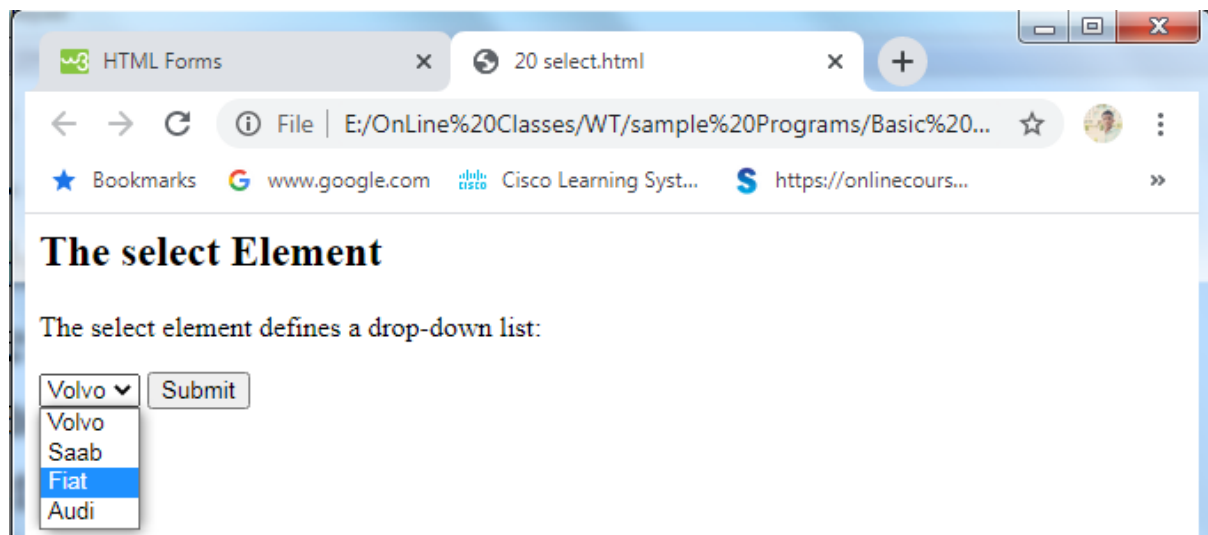 HTML Forms
20 select.html
File | E:/OnLine%20Classes/WT/sample%20Programs/Basic%20...
Bookmarks www.google.com cisco Cisco Learning Syst... S https://onlinecours... »
The select Element
The select element defines a drop-down list:
Volvo Submit
Volvo
Saab
Fiat
Audi